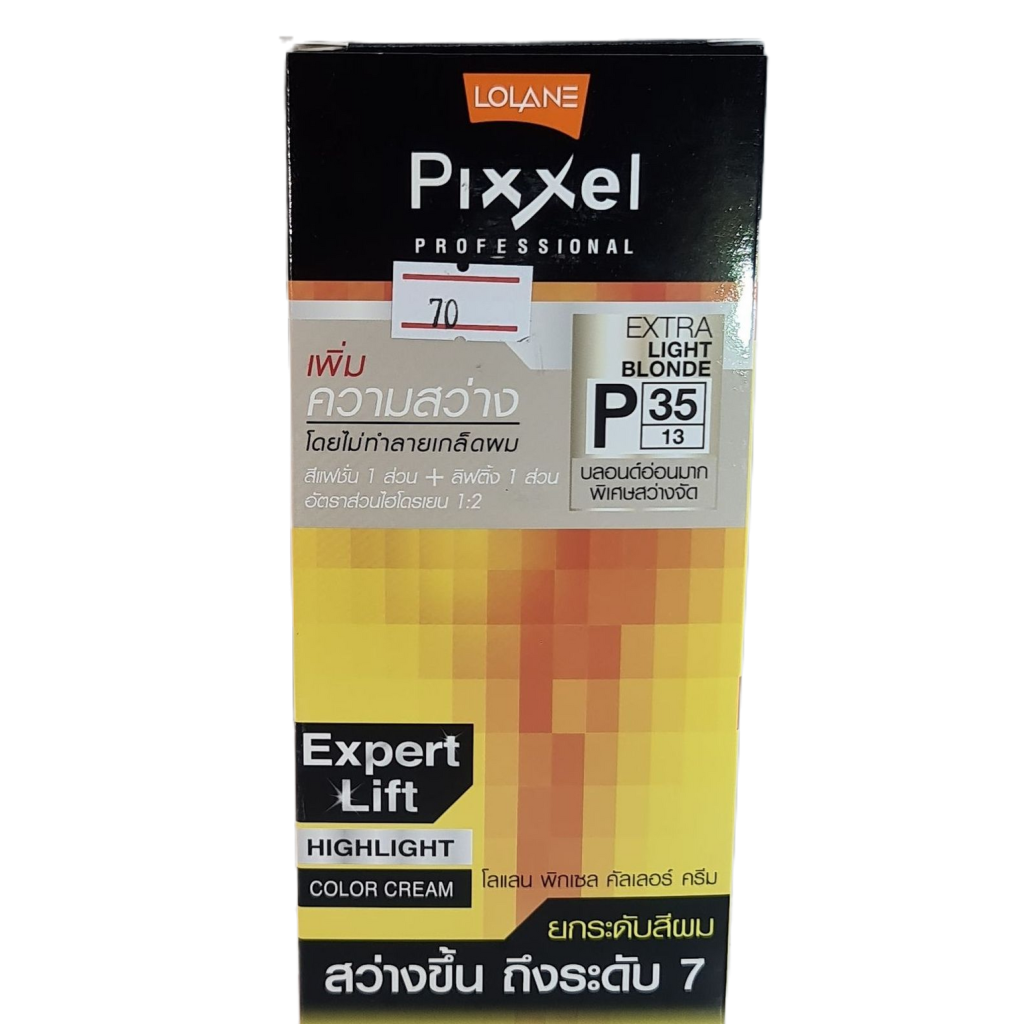 LOLANE
Pixxel
PROFESSIONAL
70
EXTRA
LIGHT
BLONDE
P 35
13
บลอนด์อ่อนมาก
พิเศษสว่างจัด
เพิ่ม
ความสว่าง
โดยไม่ทำลายเกล็ดผม
สีแฟชั่น 1 ส่วน + ลิฟติ้ง 1 ส่วน
อัตราส่วนไฮโดรเยน 1:2
Expert
Lift
HIGHLIGHT
COLOR CREAM
โลแลน พิกเซล คัลเลอร์ ครีม
ยกระดับสีผม
สว่างขึ้น ถึงระดับ 7